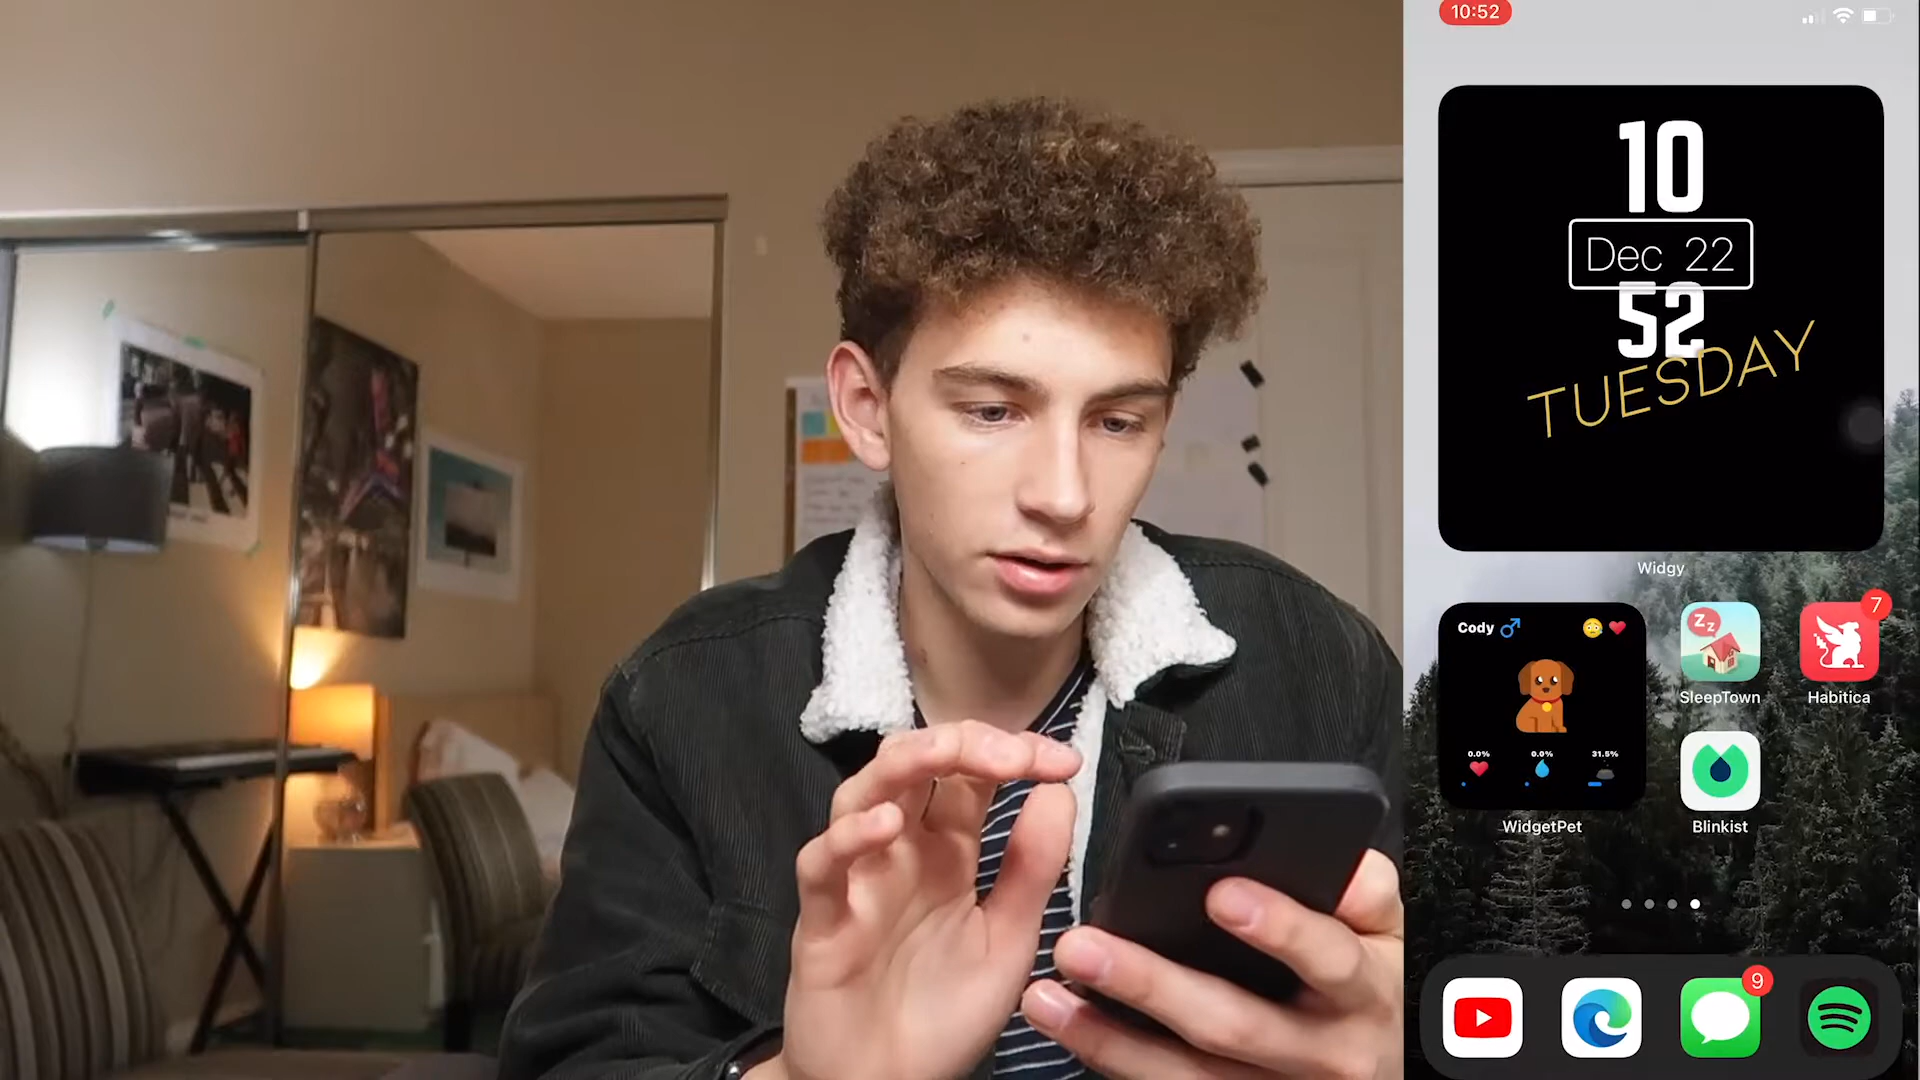 10:52
10
Dec 22
52
TUESDAY
Widgy
Cody
0.0%
0.0%
31.5%
WidgetPet
Zz
SleepTown
7
Habitica
Blinkist
9